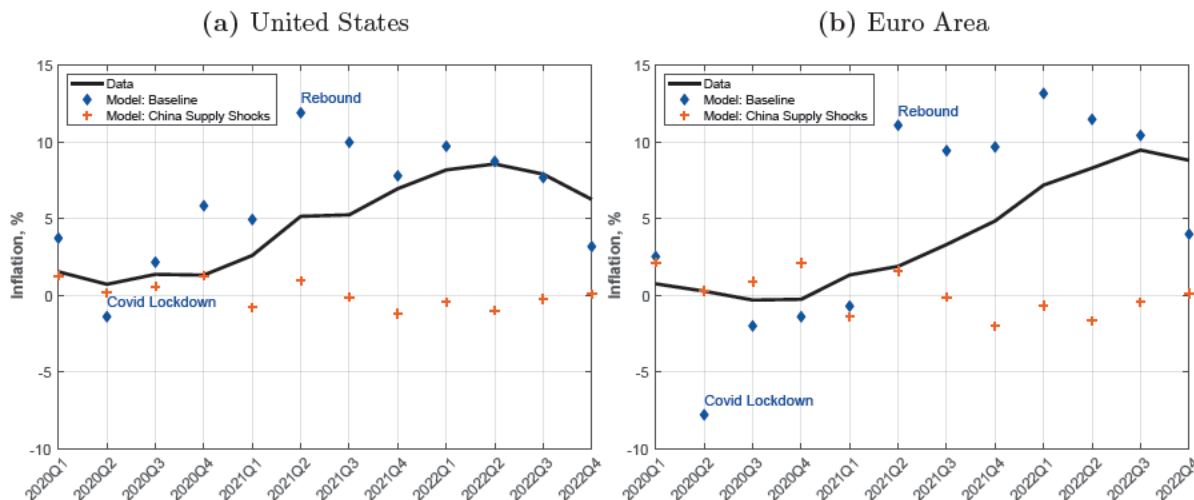 (a) United States
Inflation, %
15
10
5
0
-5
-10
Data
Model: Baseline
Model: China Supply Shocks
Rebound
Covid Lockdown
2020Q1
2020Q2
2020Q3
2020Q4
2021Q1
2021Q2
2021Q3
2021Q4
2022Q1
2022Q2
2022Q3
2022Q4
(b) Euro Area
Inflation, %
15
10
5
0
-5
-10
Data
Model: Baseline
Model: China Supply Shocks
Rebound
Covid Lockdown
2020Q1
2020Q2
2020Q3
2020Q4
2021Q1
2021Q2
2021Q3
2021Q4
2022Q1
2022Q2
2022Q3
2022Q4